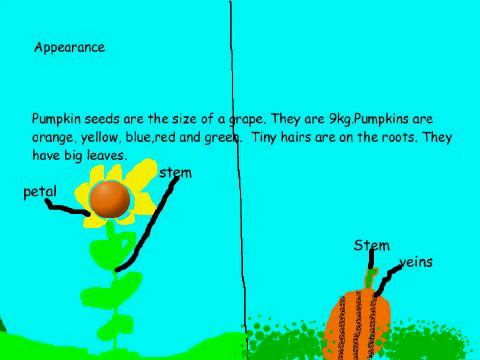 Appearance
Pumpkin seeds are the size of a grape. They are 9kg.Pumpkins are
orange, yellow, blue,red and green.  Tiny hairs are on the roots. They
have big leaves.
stem
petal
Stem
veins